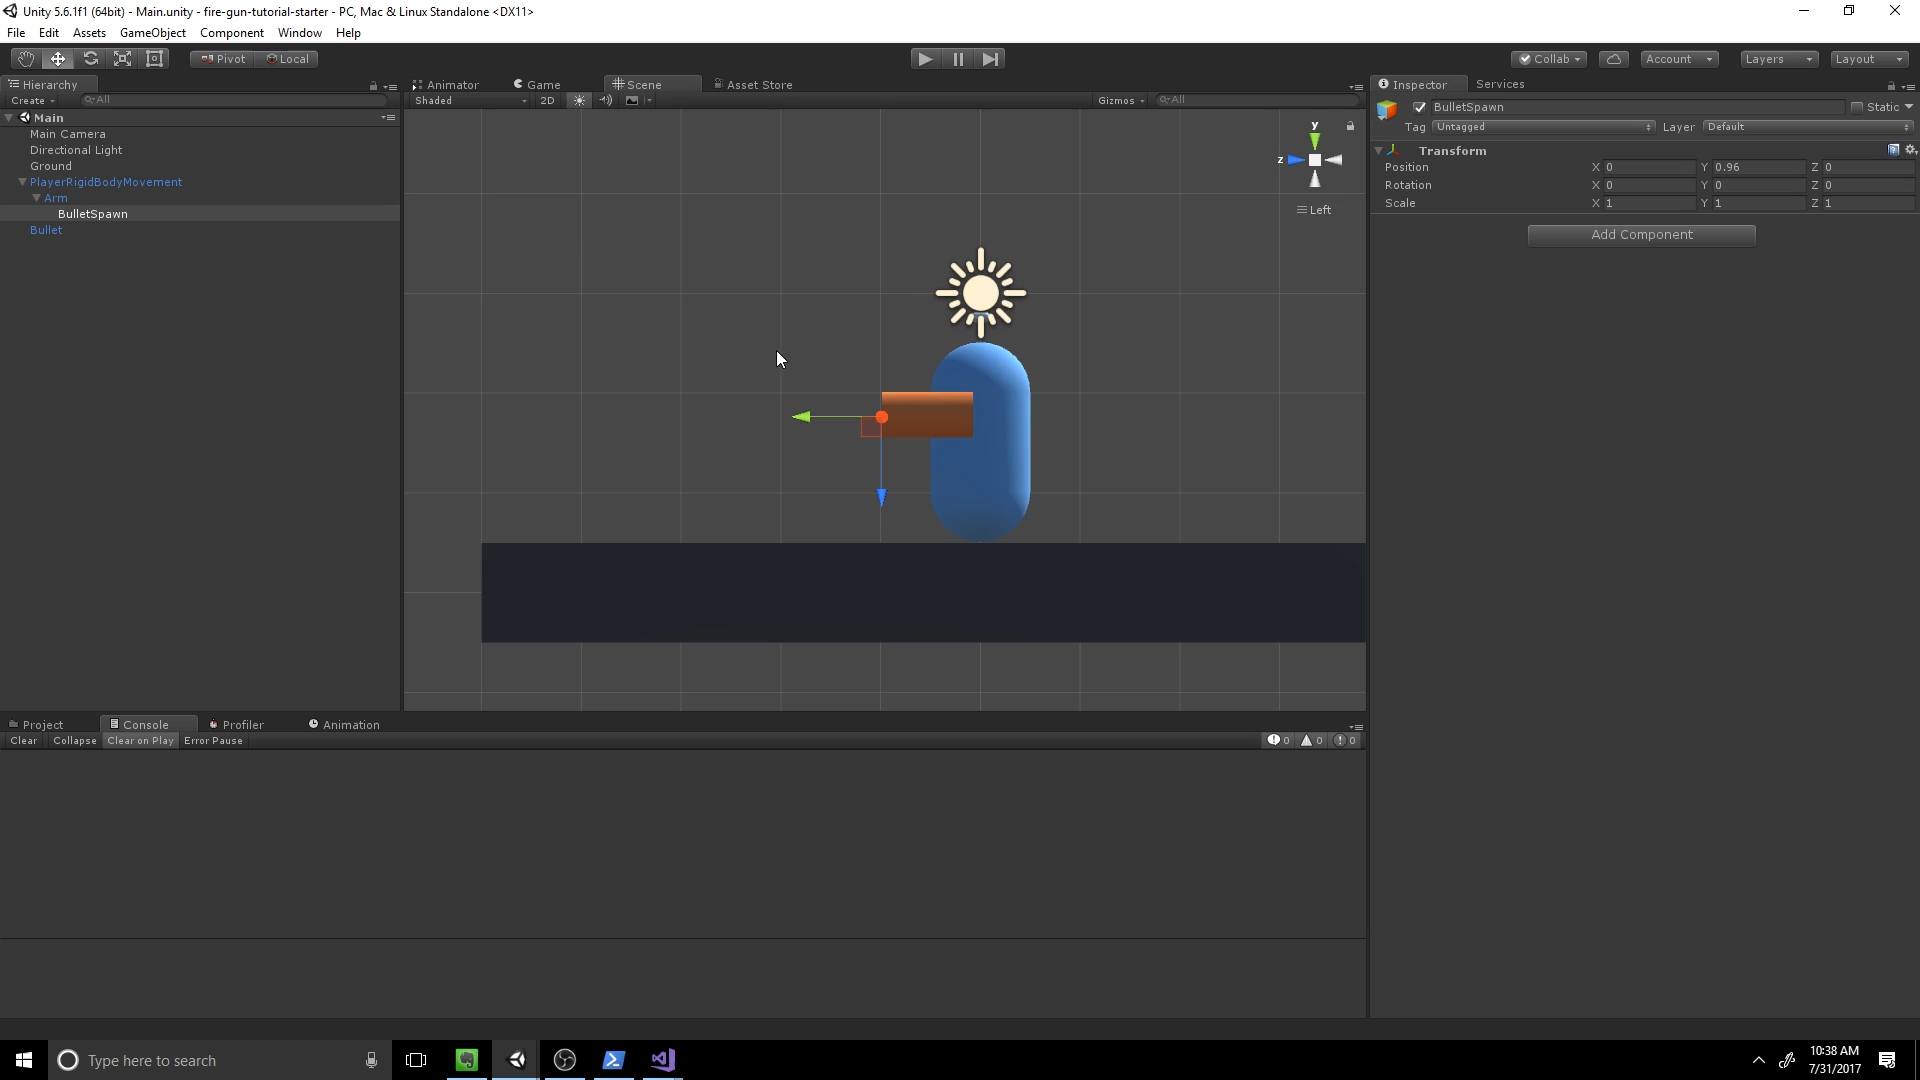 Unity 5.6.1f1 (64bit) - Main.unity - fire-gun-tutorial-starter - PC, Mac & Linux Standalone <DX11>
File Edit Assets GameObject Component Window Help
Pivot Local Collab Account Layers Layout
Hierarchy Animator Game Scene Asset Store Inspector Services
Create All Shaded 2D Gizmos All
BulletSpawn Static
Tag Untagged Layer Default
Main
Main Camera
Directional Light
Ground
PlayerRigidBodyMovement
Arm
BulletSpawn
Bullet
y
z
Left
Transform
Position X 0 Y 0.96 Z 0
Rotation X 0 Y 0 Z 0
Scale X 1 Y 1 Z 1
Add Component
Project Console Profiler Animation
Clear Collapse Clear on Play Error Pause 0 0 0
Type here to search
10:38 AM
7/31/2017